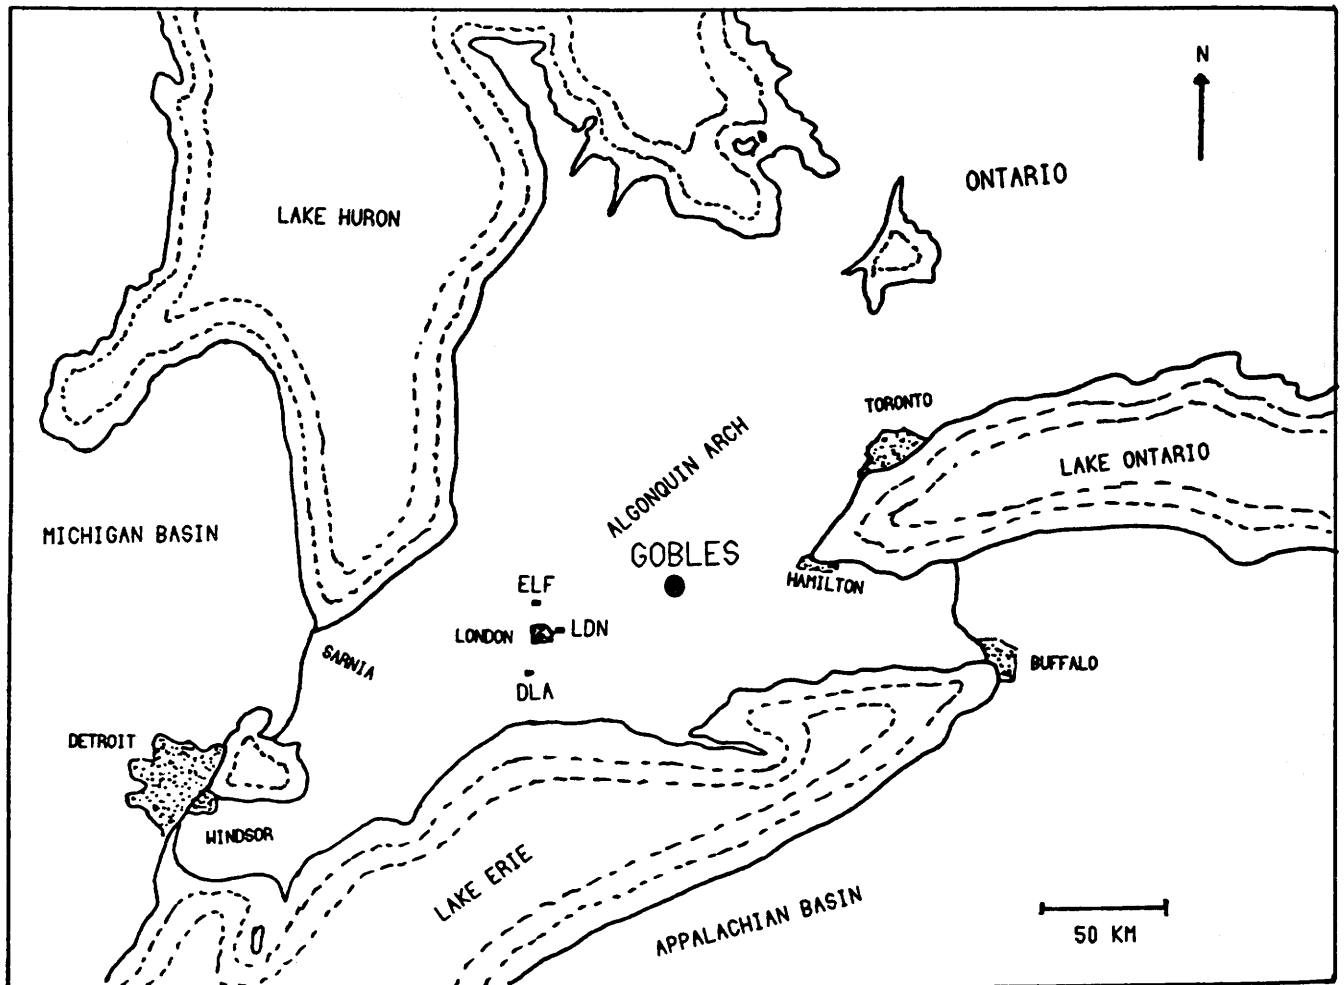 N
ONTARIO
LAKE HURON
TORONTO
LAKE ONTARIO
ALGONQUIN ARCH
MICHIGAN BASIN
GOBLES
HAMILTON
ELF
LONDON
LDN
SARNIA
BUFFALO
DLA
DETROIT
WINDSOR
LAKE ERIE
APPALACHIAN BASIN
50 KM